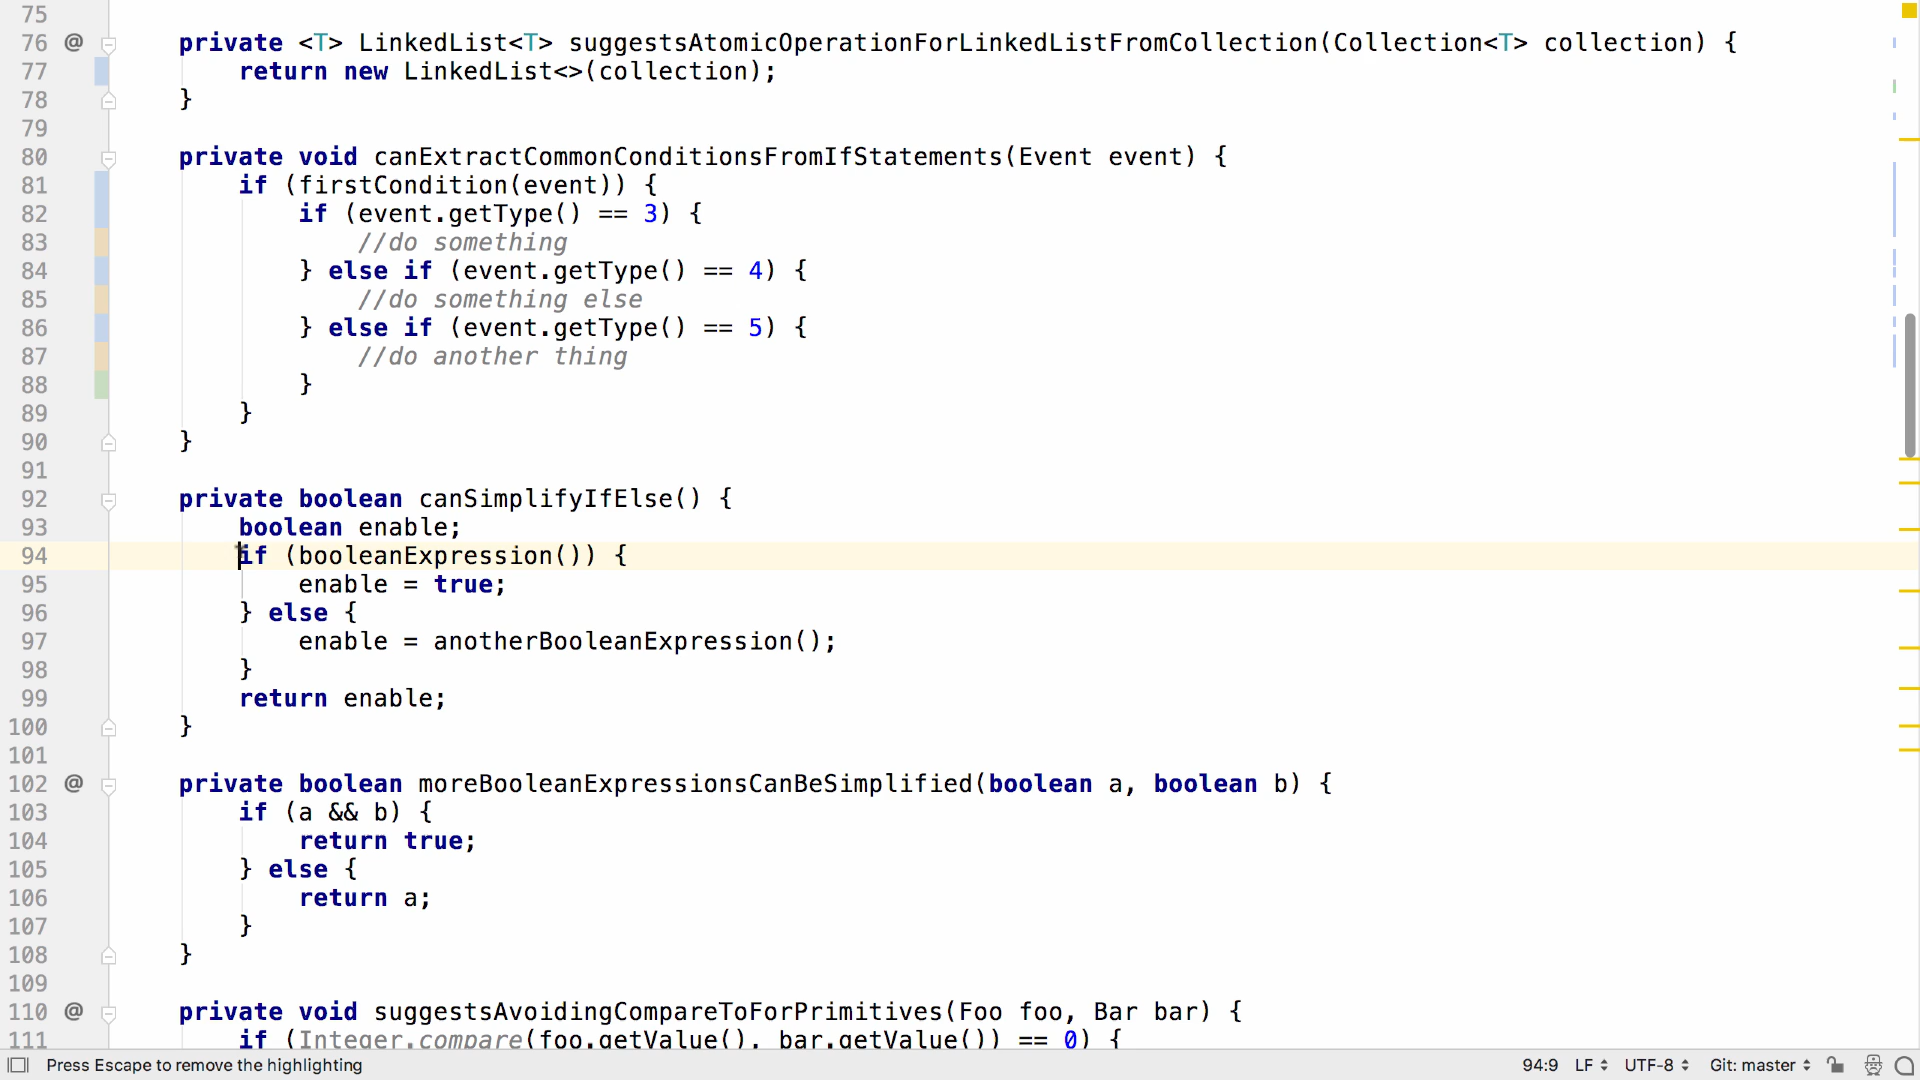 75
76 @ private <T> LinkedList<T> suggestsAtomicOperationForLinkedListFromCollection(Collection<T> collection) {
77 return new LinkedList<>(collection);
78 }
79
80 private void canExtractCommonConditionsFromIfStatements(Event event) {
81 if (firstCondition(event)) {
82 if (event.getType() == 3) {
83 //do something
84 } else if (event.getType() == 4) {
85 //do something else
86 } else if (event.getType() == 5) {
87 //do another thing
88 }
89 }
90 }
91
92 private boolean canSimplifyIfElse() {
93 boolean enable;
94 if (booleanExpression()) {
95 enable = true;
96 } else {
97 enable = anotherBooleanExpression();
98 }
99 return enable;
100 }
101
102 @ private boolean moreBooleanExpressionsCanBeSimplified(boolean a, boolean b) {
103 if (a && b) {
104 return true;
105 } else {
106 return a;
107 }
108 }
109
110 @ private void suggestsAvoidingCompareToForPrimitives(Foo foo, Bar bar) {
111 if (Integer.compare(foo.getValue(), bar.getValue()) == 0) {
Press Escape to remove the highlighting 94:9 LF UTF-8 Git: master